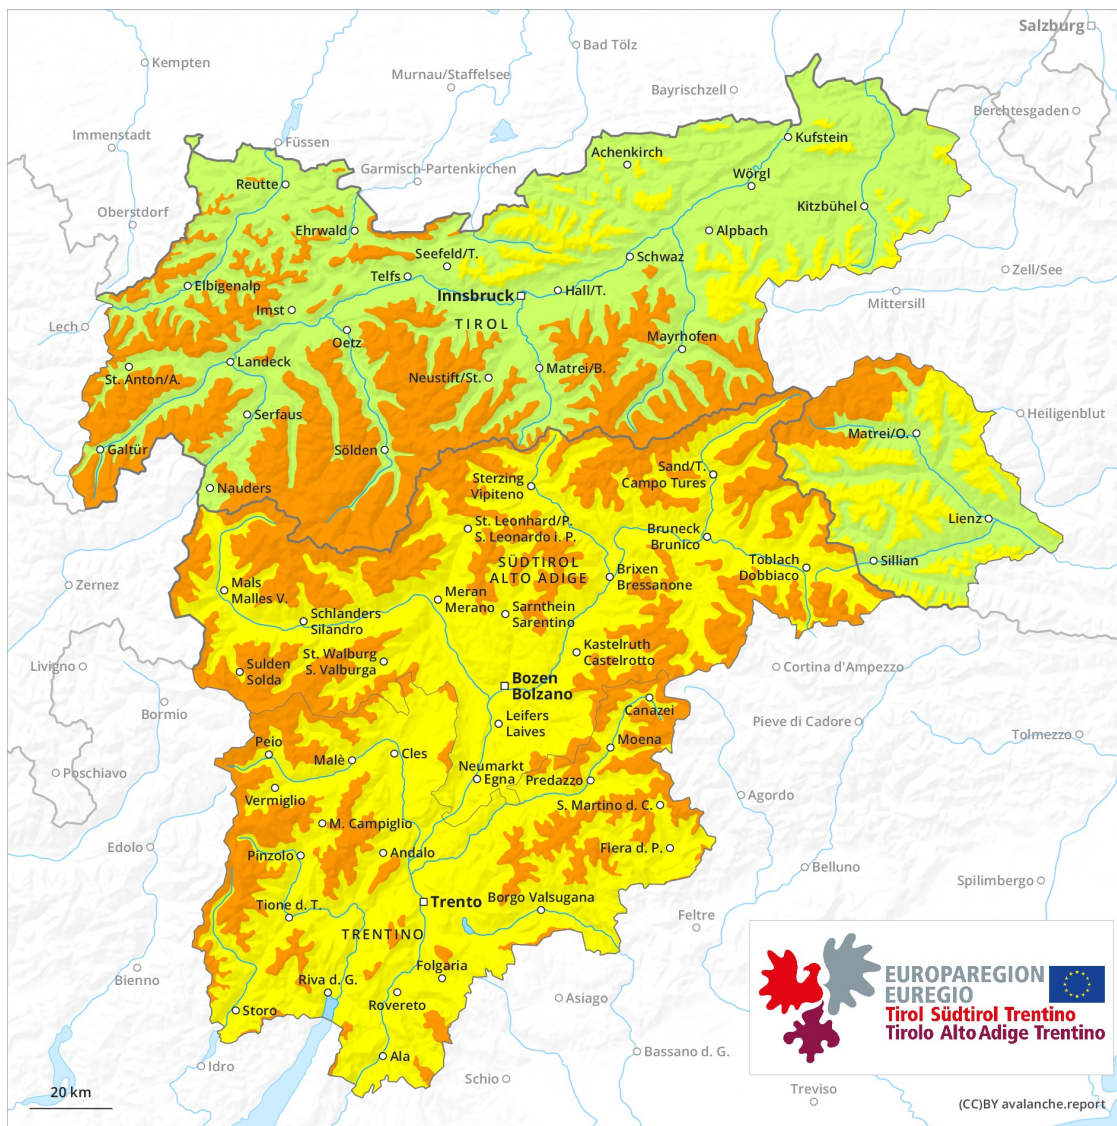 Salzburg
Bad Tölz
Kempten
Murnau/Staffelsee
Bayrischzell
Berchtesgaden
Immenstadt
Füssen
Kufstein
Achenkirch
Garmisch-Partenkirchen
Wörgl
Reutte
Oberstdorf
Kitzbühel
Ehrwald
Alpbach
Seefeld/T.
Schwaz
Zell/See
Telfs
Elbigenalp
Innsbruck
Hall/T.
Mittersill
Imst
TIROL
Lech
Oetz
Mayrhofen
Landeck
St. Anton/A.
Neustift/St.
Matrei/B.
Serfaus
Heiligenblut
Matrei/O.
Galtür
Sölden
Sand/T.
Campo Tures
Sterzing
Vipiteno
Nauders
Lienz
St. Leonhard/P.
S. Leonardo i. P.
Bruneck
Brunico
SÜDTIROL
ALTO ADIGE
Toblach
Dobbiaco
Sillian
Brixen
Bressanone
Zernez
Mals
Malles V.
Meran
Merano
Sarnthein
Sarentino
Schlanders
Silandro
Kastelruth
Castelrotto
St. Walburg
S. Valburga
Livigno
Sulden
Solda
Cortina d'Ampezzo
Bozen
Bolzano
Canazei
Bormio
Leifers
Laives
Pieve di Cadore
Tolmezzo
Moena
Peio
Cles
Malè
Poschiavo
Neumarkt
Egna
Predazzo
Vermiglio
Agordo
S. Martino d. C.
M. Campiglio
Edolo
Pinzolo
Andalo
Fiera d. P.
Belluno
Spilimbergo
Trento
Borgo Valsugana
Tione d. T.
Feltre
TRENTINO
Bienno
Folgaria
Riva d. G.
Rovereto
Asiago
Storo
EUROPAREGION
EUREGIO
Tirol Südtirol Trentino
Tirolo Alto Adige Trentino
Ala
Bassano d. G.
Idro
Schio
Treviso
20 km
(CC)BY avalanche.report